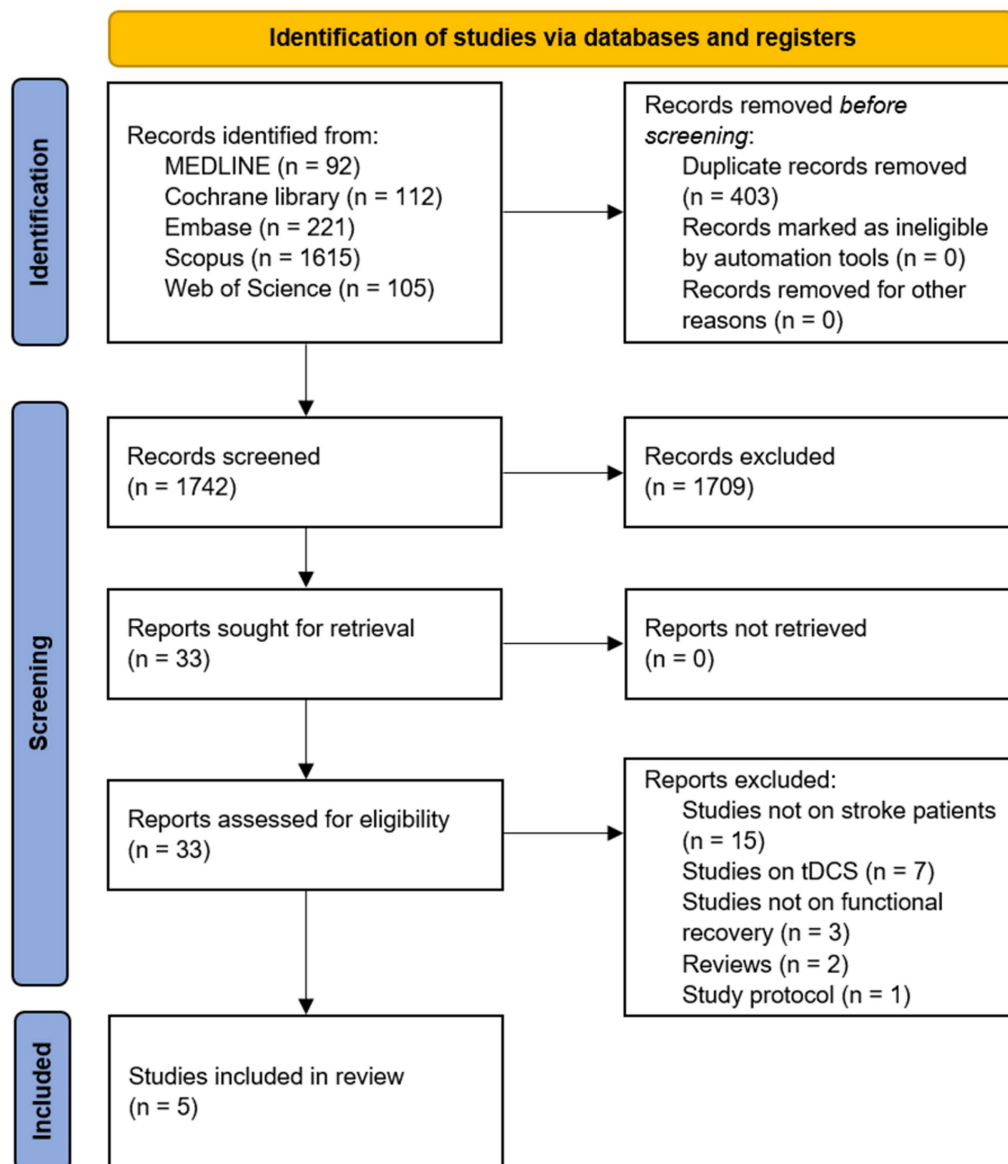 Identification of studies via databases and registers
Identification
Records identified from:
MEDLINE (n = 92)
Cochrane library (n = 112)
Embase (n = 221)
Scopus (n = 1615)
Web of Science (n = 105)
Records removed before
screening:
Duplicate records removed
(n = 403)
Records marked as ineligible
by automation tools (n = 0)
Records removed for other
reasons (n = 0)
Screening
Records screened
(n = 1742)
Records excluded
(n = 1709)
Reports sought for retrieval
(n = 33)
Reports not retrieved
(n = 0)
Reports assessed for eligibility
(n = 33)
Reports excluded:
Studies not on stroke patients
(n = 15)
Studies on tDCS (n = 7)
Studies not on functional
recovery (n = 3)
Reviews (n = 2)
Study protocol (n = 1)
Included
Studies included in review
(n = 5)